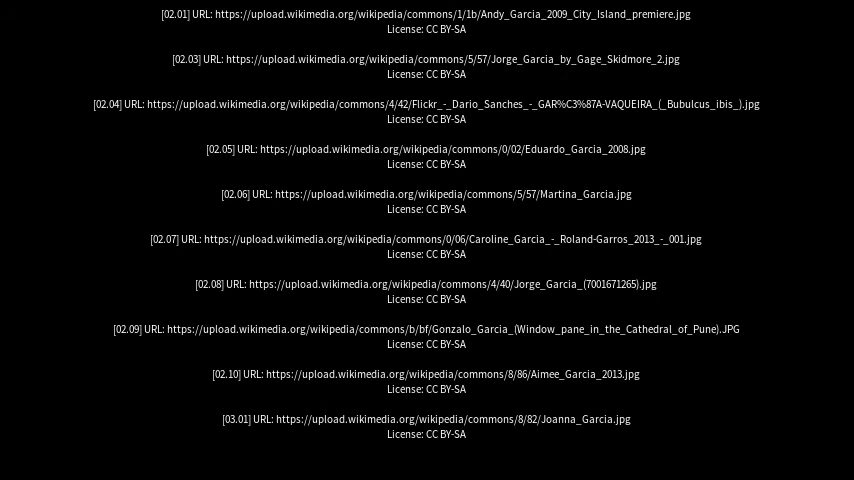 [02.01] URL: https://upload.wikimedia.org/wikipedia/commons/1/1b/Andy_Garcia_2009_City_Island_premiere.jpg
License: CC BY-SA
[02.03] URL: https://upload.wikimedia.org/wikipedia/commons/5/57/Jorge_Garcia_by_Gage_Skidmore_2.jpg
License: CC BY-SA
[02.04] URL: https://upload.wikimedia.org/wikipedia/commons/4/42/Flickr_-_Dario_Sanches_-_GAR%C3%87A-VAQUEIRA_(_Bubulcus_ibis_).jpg
License: CC BY-SA
[02.05] URL: https://upload.wikimedia.org/wikipedia/commons/0/02/Eduardo_Garcia_2008.jpg
License: CC BY-SA
[02.06] URL: https://upload.wikimedia.org/wikipedia/commons/5/57/Martina_Garcia.jpg
License: CC BY-SA
[02.07] URL: https://upload.wikimedia.org/wikipedia/commons/0/06/Caroline_Garcia_-_Roland-Garros_2013_-_001.jpg
License: CC BY-SA
[02.08] URL: https://upload.wikimedia.org/wikipedia/commons/4/40/Jorge_Garcia_(7001671265).jpg
License: CC BY-SA
[02.09] URL: https://upload.wikimedia.org/wikipedia/commons/b/bf/Gonzalo_Garcia_(Window_pane_in_the_Cathedral_of_Pune).JPG
License: CC BY-SA
[02.10] URL: https://upload.wikimedia.org/wikipedia/commons/8/86/Aimee_Garcia_2013.jpg
License: CC BY-SA
[03.01] URL: https://upload.wikimedia.org/wikipedia/commons/8/82/Joanna_Garcia.jpg
License: CC BY-SA